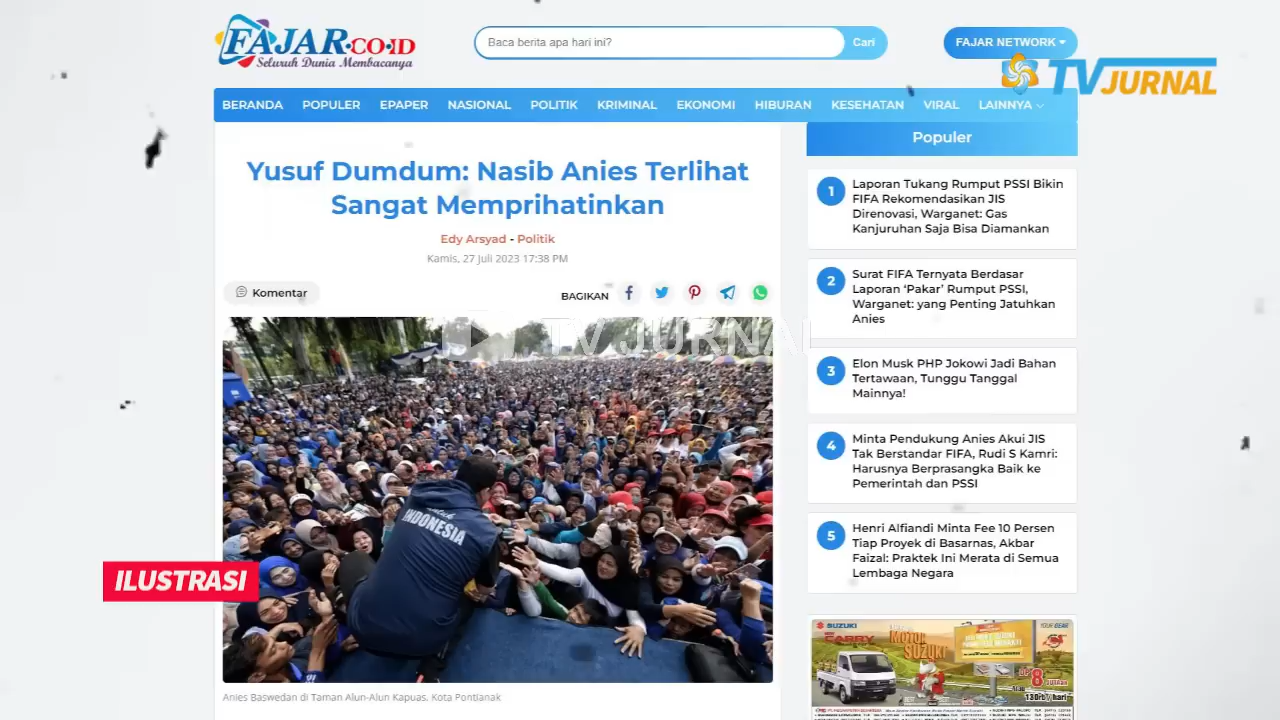 FAJAR.CO.ID
Seluruh Dunia Membacanya
Baca berita apa hari ini?
Cari
FAJAR NETWORK
TV JURNAL
BERANDA POPULER EPAPER NASIONAL POLITIK KRIMINAL EKONOMI HIBURAN KESEHATAN VIRAL LAINNYA
Yusuf Dumdum: Nasib Anies Terlihat
Sangat Memprihatinkan
Edy Arsyad - Politik
Kamis, 27 Juli 2023 17:38 PM
Komentar
BAGIKAN
TV JURNAL
untuk
INDONESIA
ILUSTRASI
Anies Baswedan di Taman Alun-Alun Kapuas, Kota Pontianak
Populer
1
Laporan Tukang Rumput PSSI Bikin
FIFA Rekomendasikan JIS
Direnovasi, Warganet: Gas
Kanjuruhan Saja Bisa Diamankan
2
Surat FIFA Ternyata Berdasar
Laporan ‘Pakar’ Rumput PSSI,
Warganet: yang Penting Jatuhkan
Anies
3
Elon Musk PHP Jokowi Jadi Bahan
Tertawaan, Tunggu Tanggal
Mainnya!
4
Minta Pendukung Anies Akui JIS
Tak Berstandar FIFA, Rudi S Kamri:
Harusnya Berprasangka Baik ke
Pemerintah dan PSSI
5
Henri Alfiandi Minta Fee 10 Persen
Tiap Proyek di Basarnas, Akbar
Faizal: Praktek Ini Merata di Semua
Lembaga Negara
SUZUKI
CARRY
MOTOR
SUZUKI
8
130rb / hari